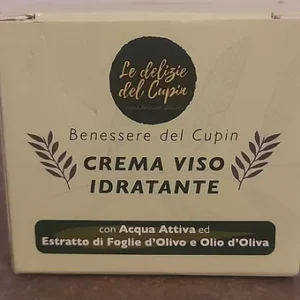 Le delizie
del Cupin
Benessere del Cupin
CREMA VISO
IDRATANTE
con Acqua Attiva ed
Estratto di Foglie d'Olivo e Olio d'Oliva